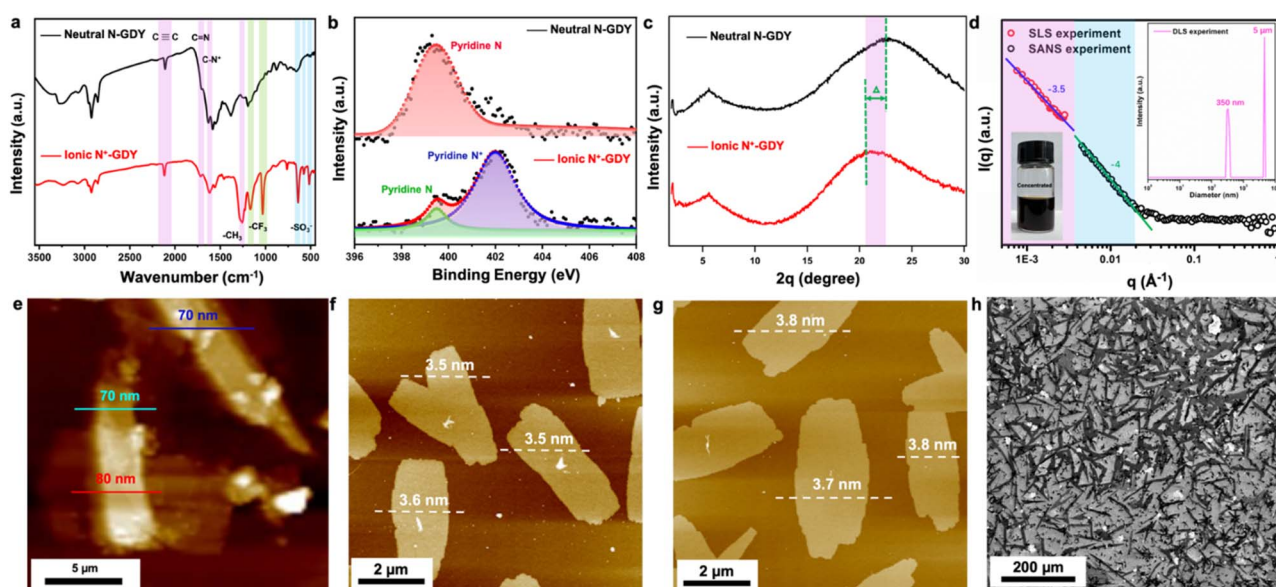 a
C≡C
C=N
C-N⁺
Neutral N-GDY
Ionic N⁺-GDY
-CH₃
-CF₃
-SO₃⁻
Intensity (a.u.)
3500 3000 2500 2000 1500 1000 500
Wavenumber (cm⁻¹)
b
Pyridine N
Neutral N-GDY
Pyridine N⁺
Ionic N⁺-GDY
Pyridine N
Intensity (a.u.)
396 398 400 402 404 406 408
Binding Energy (eV)
c
Neutral N-GDY
Δ
Ionic N⁺-GDY
Intensity (a.u.)
5 10 15 20 25 30
2q (degree)
d
SLS experiment
SANS experiment
-3.5
-4
DLS experiment
5 µm
350 nm
Intensity (a.u.)
Diameter (nm)
Concentrated
I(q) (a.u.)
1E-3 0.01 0.1 1
q (Å⁻¹)
e
70 nm
70 nm
80 nm
5 µm
f
3.5 nm
3.5 nm
3.6 nm
2 µm
g
3.8 nm
3.8 nm
3.7 nm
2 µm
h
200 µm